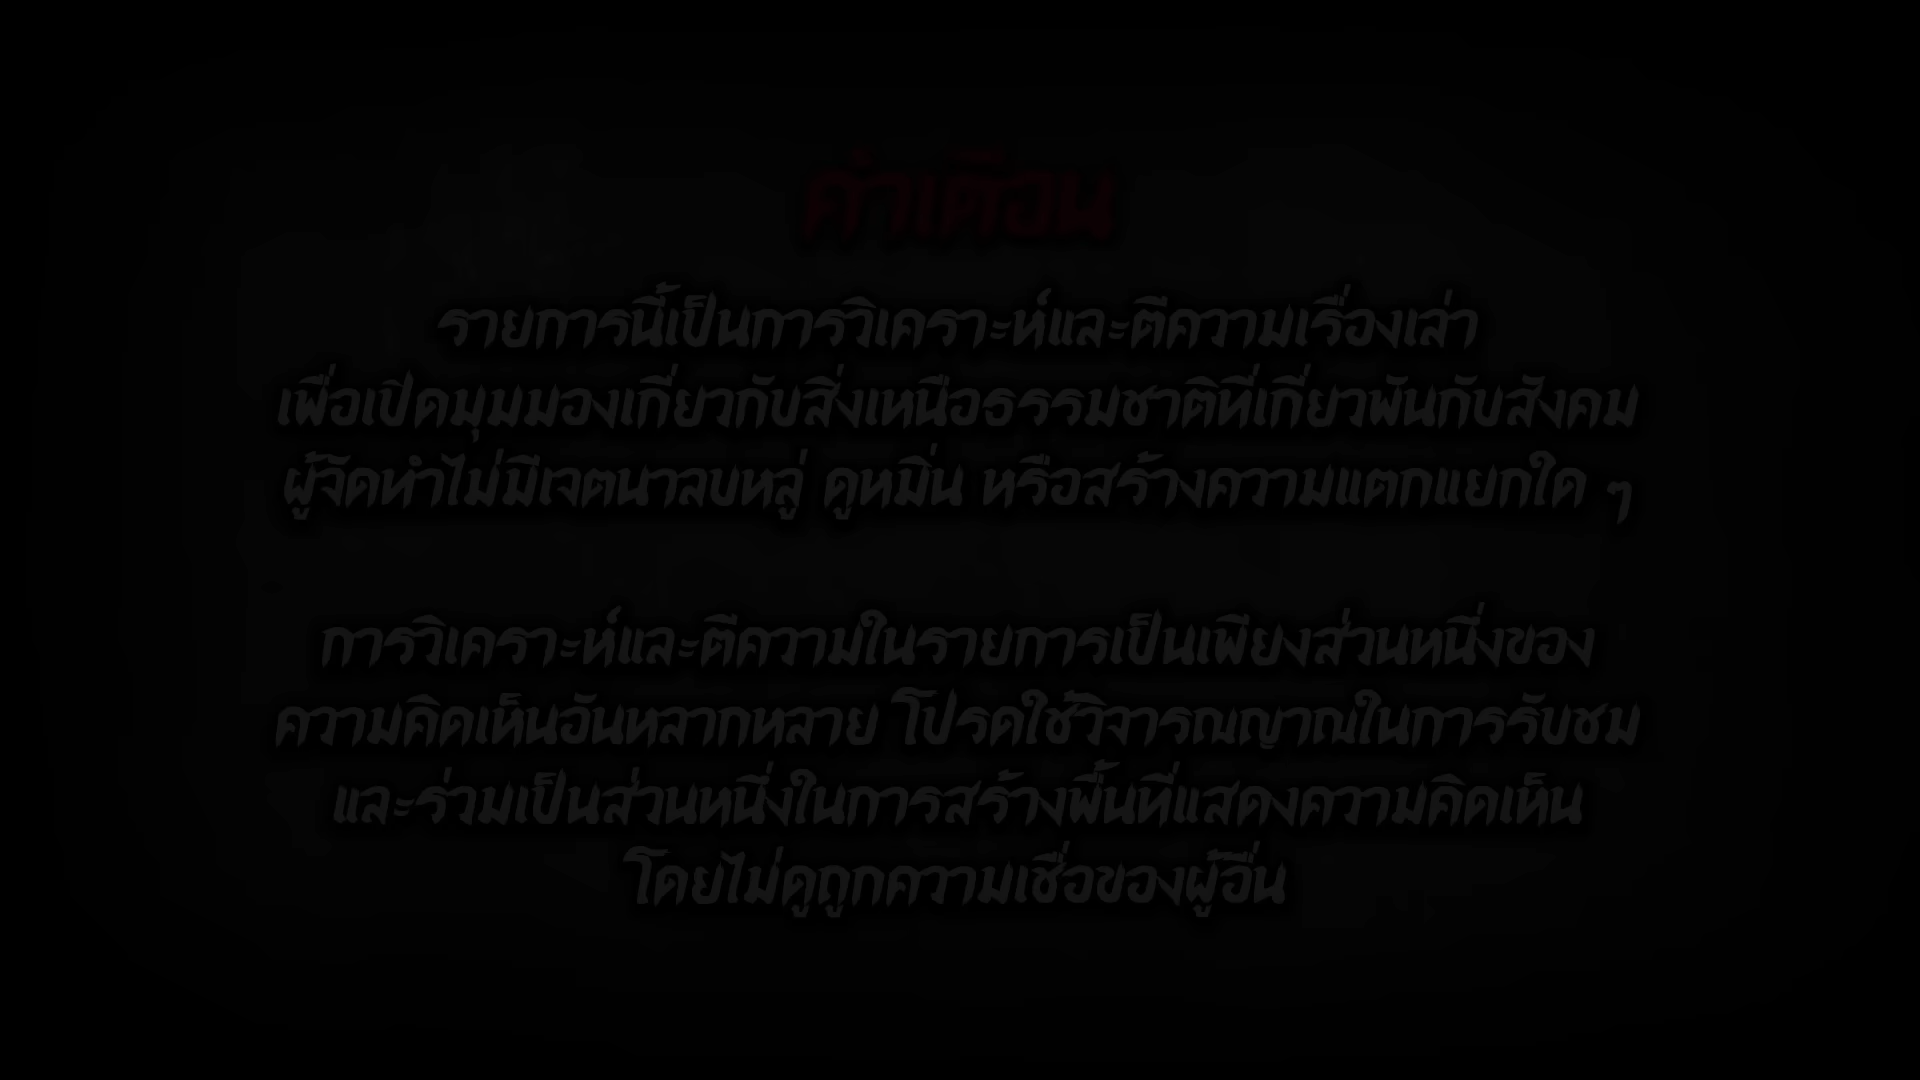 คำเตือน
รายการนี้เป็นการวิเคราะห์และตีความเรื่องเล่า
เพื่อเปิดมุมมองเกี่ยวกับสิ่งเหนือธรรมชาติที่เกี่ยวพันกับสังคม
ผู้จัดทำไม่มีเจตนาลบหลู่ ดูหมิ่น หรือสร้างความแตกแยกใด ๆ
การวิเคราะห์และตีความในรายการเป็นเพียงส่วนหนึ่งของ
ความคิดเห็นอันหลากหลาย โปรดใช้วิจารณญาณในการรับชม
และร่วมเป็นส่วนหนึ่งในการสร้างพื้นที่แสดงความคิดเห็น
โดยไม่ดูถูกความเชื่อของผู้อื่น